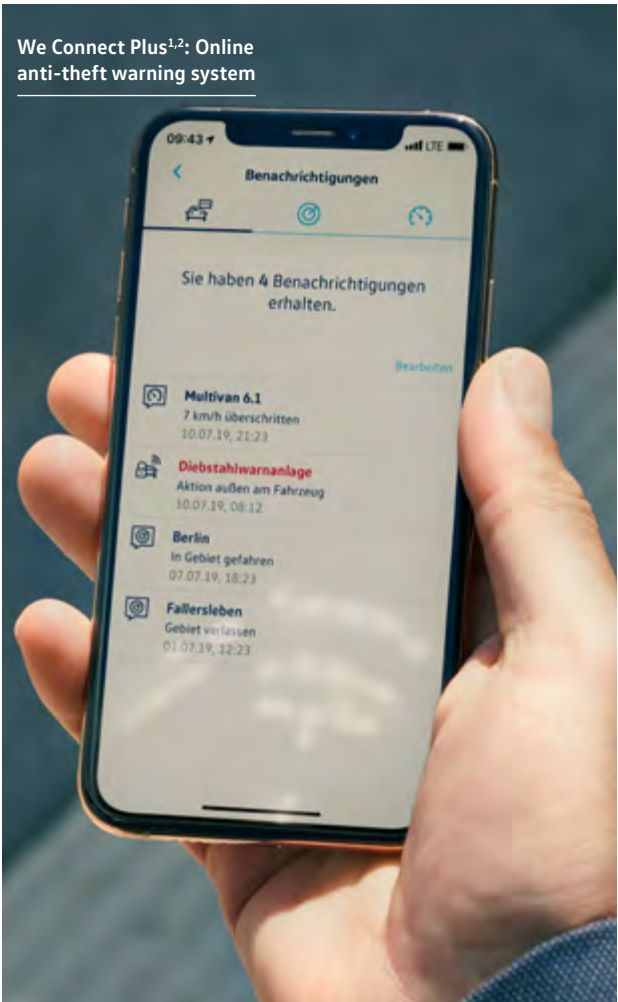 We Connect Plus1,2: Online
anti-theft warning system
09:43
LTE
Benachrichtigungen
Sie haben 4 Benachrichtigungen
erhalten.
Bearbeiten
Multivan 6.1
7 km/h überschritten
10.07.19, 21:23
Diebstahlwarnanlage
Aktion außen am Fahrzeug
10.07.19, 08:12
Berlin
In Gebiet gefahren
07.07.19, 18:23
Fallersleben
Gebiet verlassen
01.07.19, 12:23